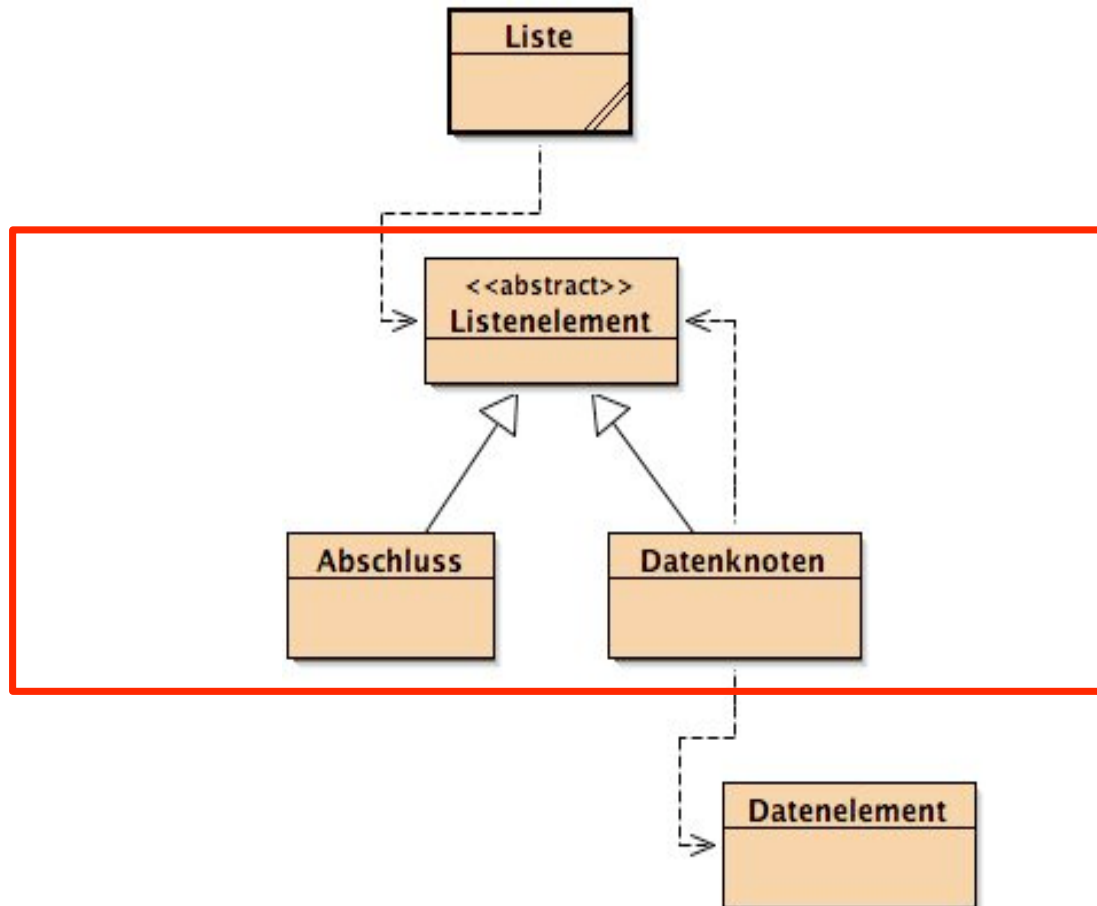 Liste
<<abstract>>
Listenelement
Abschluss
Datenknoten
Datenelement